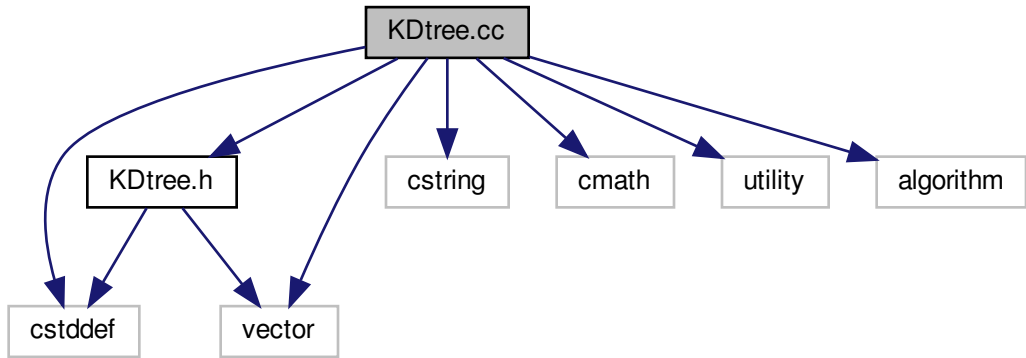 KDtree.cc
KDtree.h
cstring
cmath
utility
algorithm
cstddef
vector